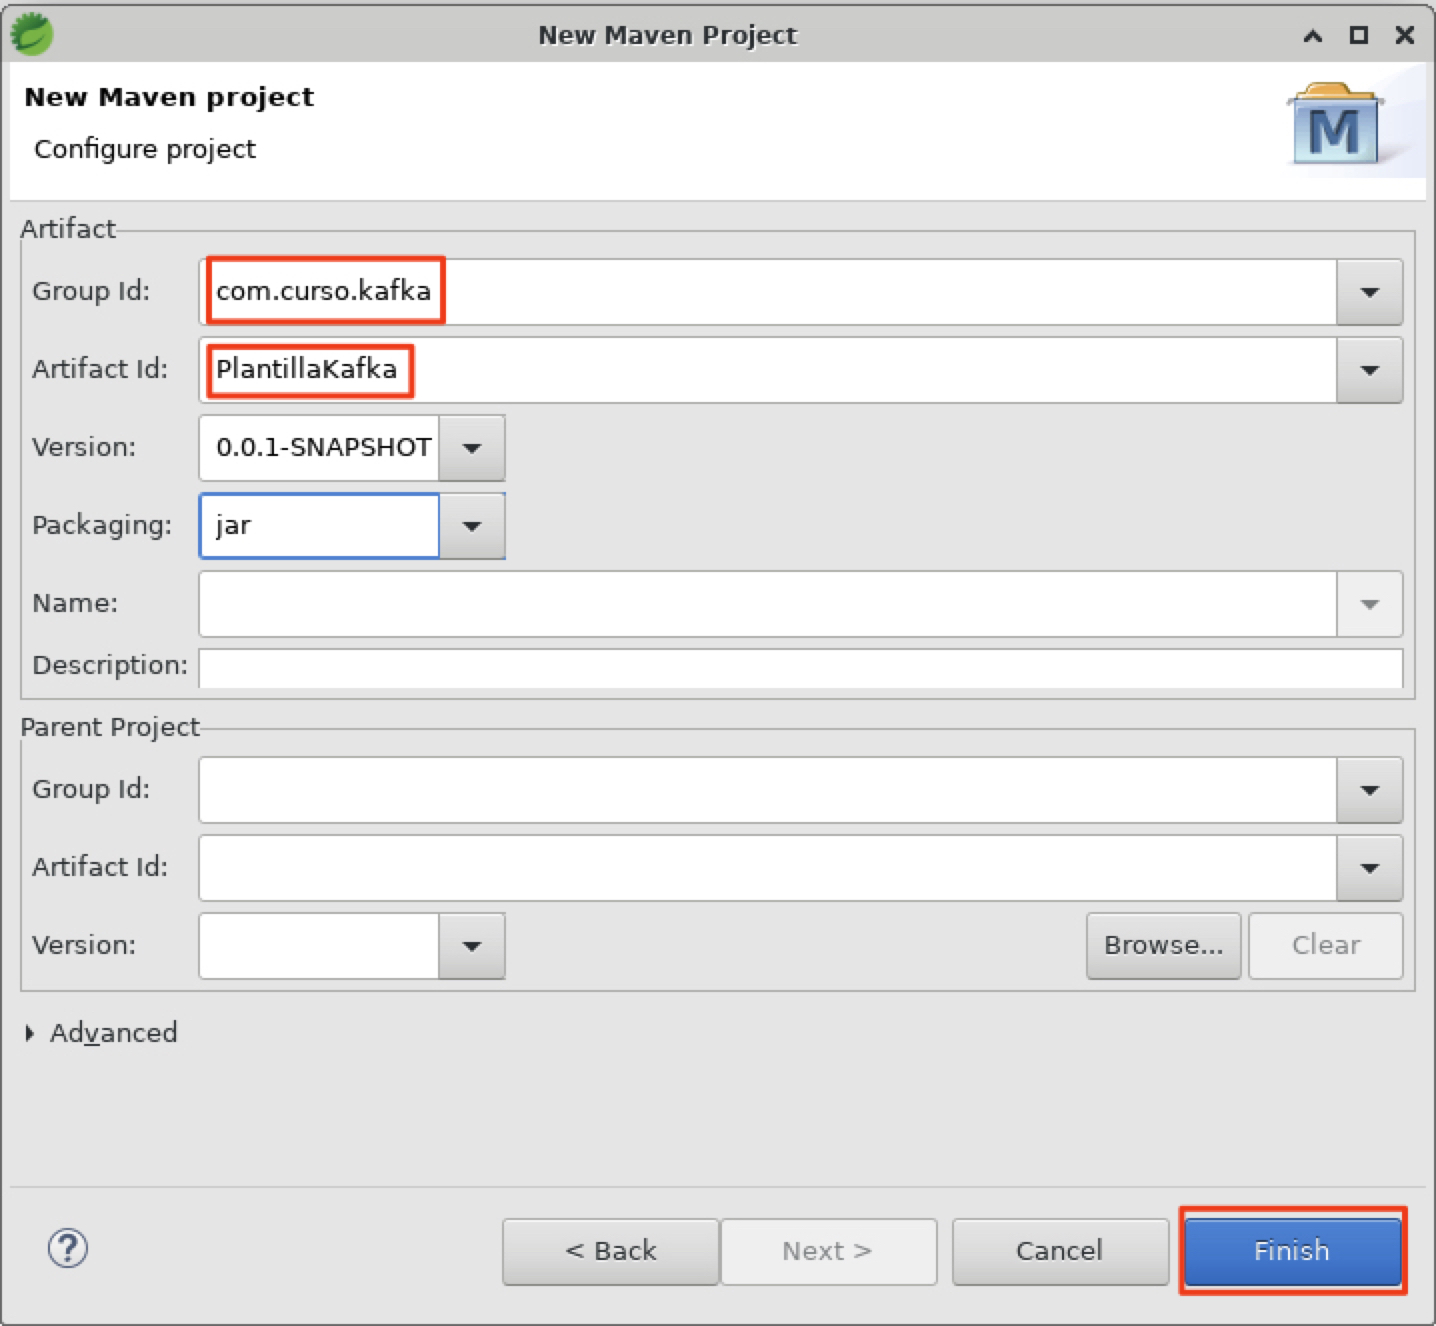 New Maven Project
New Maven project
Configure project
M
Artifact
Group Id: com.curso.kafka
Artifact Id: PlantillaKafka
Version: 0.0.1-SNAPSHOT
Packaging: jar
Name:
Description:
Parent Project
Group Id:
Artifact Id:
Version: Browse... Clear
Advanced
? < Back Next > Cancel Finish